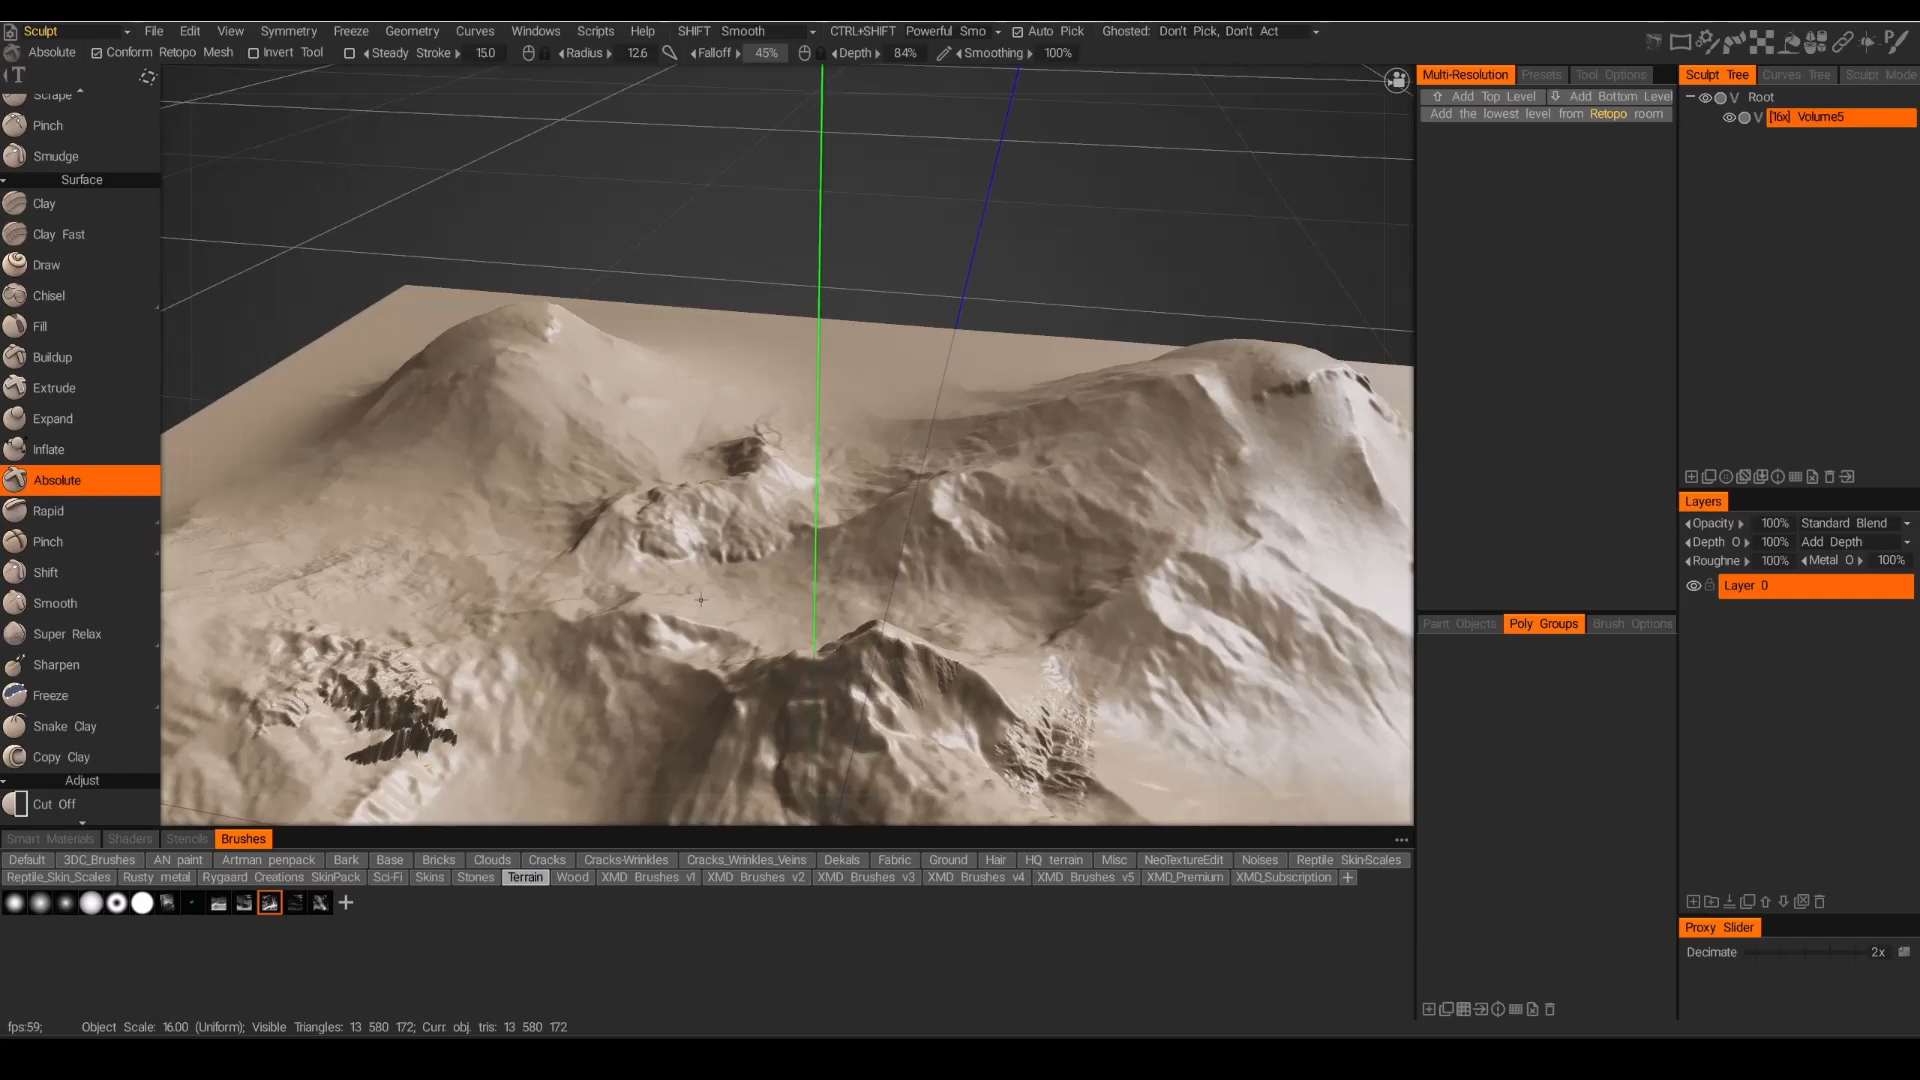 Sculpt File Edit View Symmetry Freeze Geometry Curves Windows Scripts Help SHIFT Smooth CTRL+SHIFT Powerful Smo Auto Pick Ghosted: Don't Pick, Don't Act
Absolute Conform Retopo Mesh Invert Tool Steady Stroke 15.0 Radius 12.6 Falloff 45% Depth 84% Smoothing 100%
T
Scrape
Pinch
Smudge
Surface
Clay
Clay Fast
Draw
Chisel
Fill
Buildup
Extrude
Expand
Inflate
Absolute
Rapid
Pinch
Shift
Smooth
Super Relax
Sharpen
Freeze
Snake Clay
Copy Clay
Adjust
Cut Off
Multi-Resolution Presets Tool Options
Add Top Level Add Bottom Level
Add the lowest level from Retopo room
Paint Objects Poly Groups Brush Options
Sculpt Tree Curves Tree Sculpt Mode
V Root
V [16x] Volume5
Layers
Opacity 100% Standard Blend
Depth O 100% Add Depth
Roughne 100% Metal O 100%
Layer 0
Proxy Slider
Decimate 2x
Smart Materials Shaders Stencils Brushes
Default 3DC_Brushes AN paint Artman penpack Bark Base Bricks Clouds Cracks Cracks-Wrinkles Cracks_Wrinkles_Veins Dekals Fabric Ground Hair HQ terrain Misc NeoTextureEdit Noises Reptile Skin-Scales
Reptile_Skin_Scales Rusty metal Rygaard Creations SkinPack Sci-Fi Skins Stones Terrain Wood XMD Brushes v1 XMD Brushes v2 XMD Brushes v3 XMD Brushes v4 XMD Brushes v5 XMD_Premium XMD_Subscription +
fps:59; Object Scale: 16.00 (Uniform); Visible Triangles: 13 580 172; Curr. obj. tris: 13 580 172